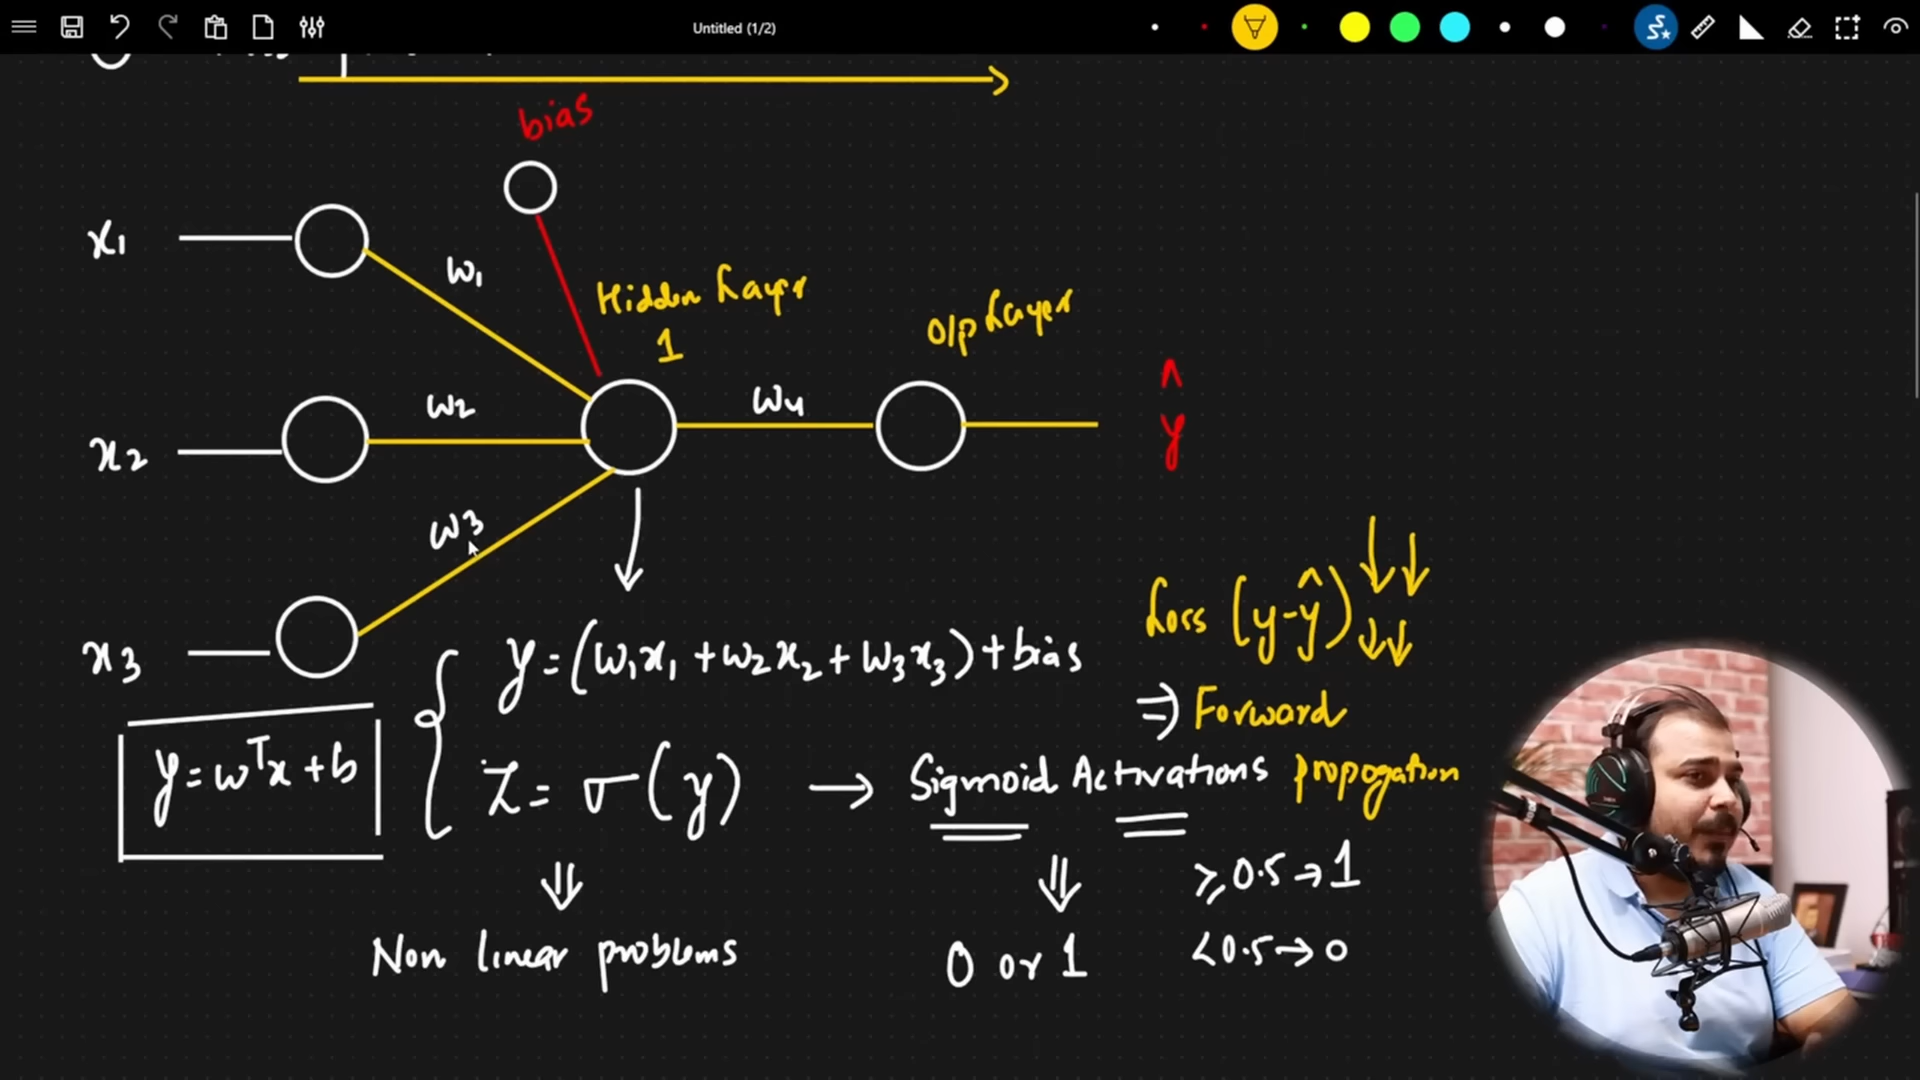 Untitled (1/2)
bias
x1
w1
Hidden Layer
1
O/p Layer
w2
w4
^
y
x2
w3
Loss (y-ŷ)
x3
y=(w1x1+w2x2+w3x3)+bias
⇒ Forward
propogation
y=wᵀx+b
z=σ(y) → Sigmoid Activations
≥0.5→1
<0.5→0
Non linear problems
0 or 1